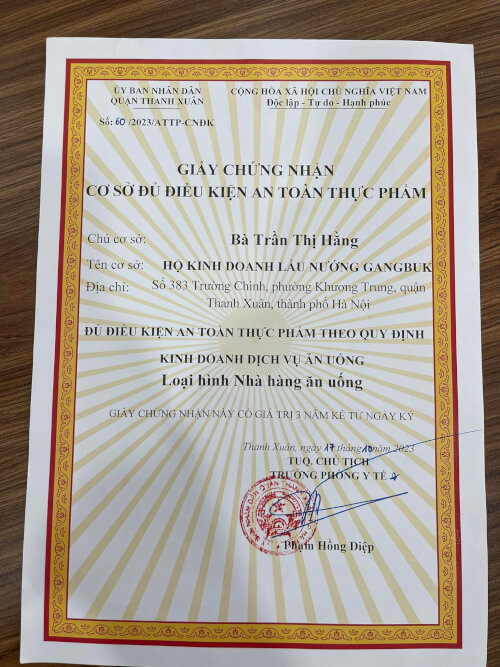 ỦY BAN NHÂN DÂN
QUẬN THANH XUÂN
Số: 60/2023/ATTP-CNĐK
CỘNG HÒA XÃ HỘI CHỦ NGHĨA VIỆT NAM
Độc lập - Tự do - Hạnh phúc
GIẤY CHỨNG NHẬN
CƠ SỞ ĐỦ ĐIỀU KIỆN AN TOÀN THỰC PHẨM
Chủ cơ sở: Bà Trần Thị Hằng
Tên cơ sở: HỘ KINH DOANH LẨU NƯỚNG GANGBUK
Địa chỉ: Số 383 Trường Chinh, phường Khương Trung, quận
Thanh Xuân, thành phố Hà Nội
ĐỦ ĐIỀU KIỆN AN TOÀN THỰC PHẨM THEO QUY ĐỊNH
KINH DOANH DỊCH VỤ ĂN UỐNG
Loại hình Nhà hàng ăn uống
GIẤY CHỨNG NHẬN NÀY CÓ GIÁ TRỊ 3 NĂM KỂ TỪ NGÀY KÝ
Thanh Xuân, ngày 17 tháng 10 năm 2023
TUQ. CHỦ TỊCH
TRƯỞNG PHÒNG Y TẾ
Phạm Hồng Diệp